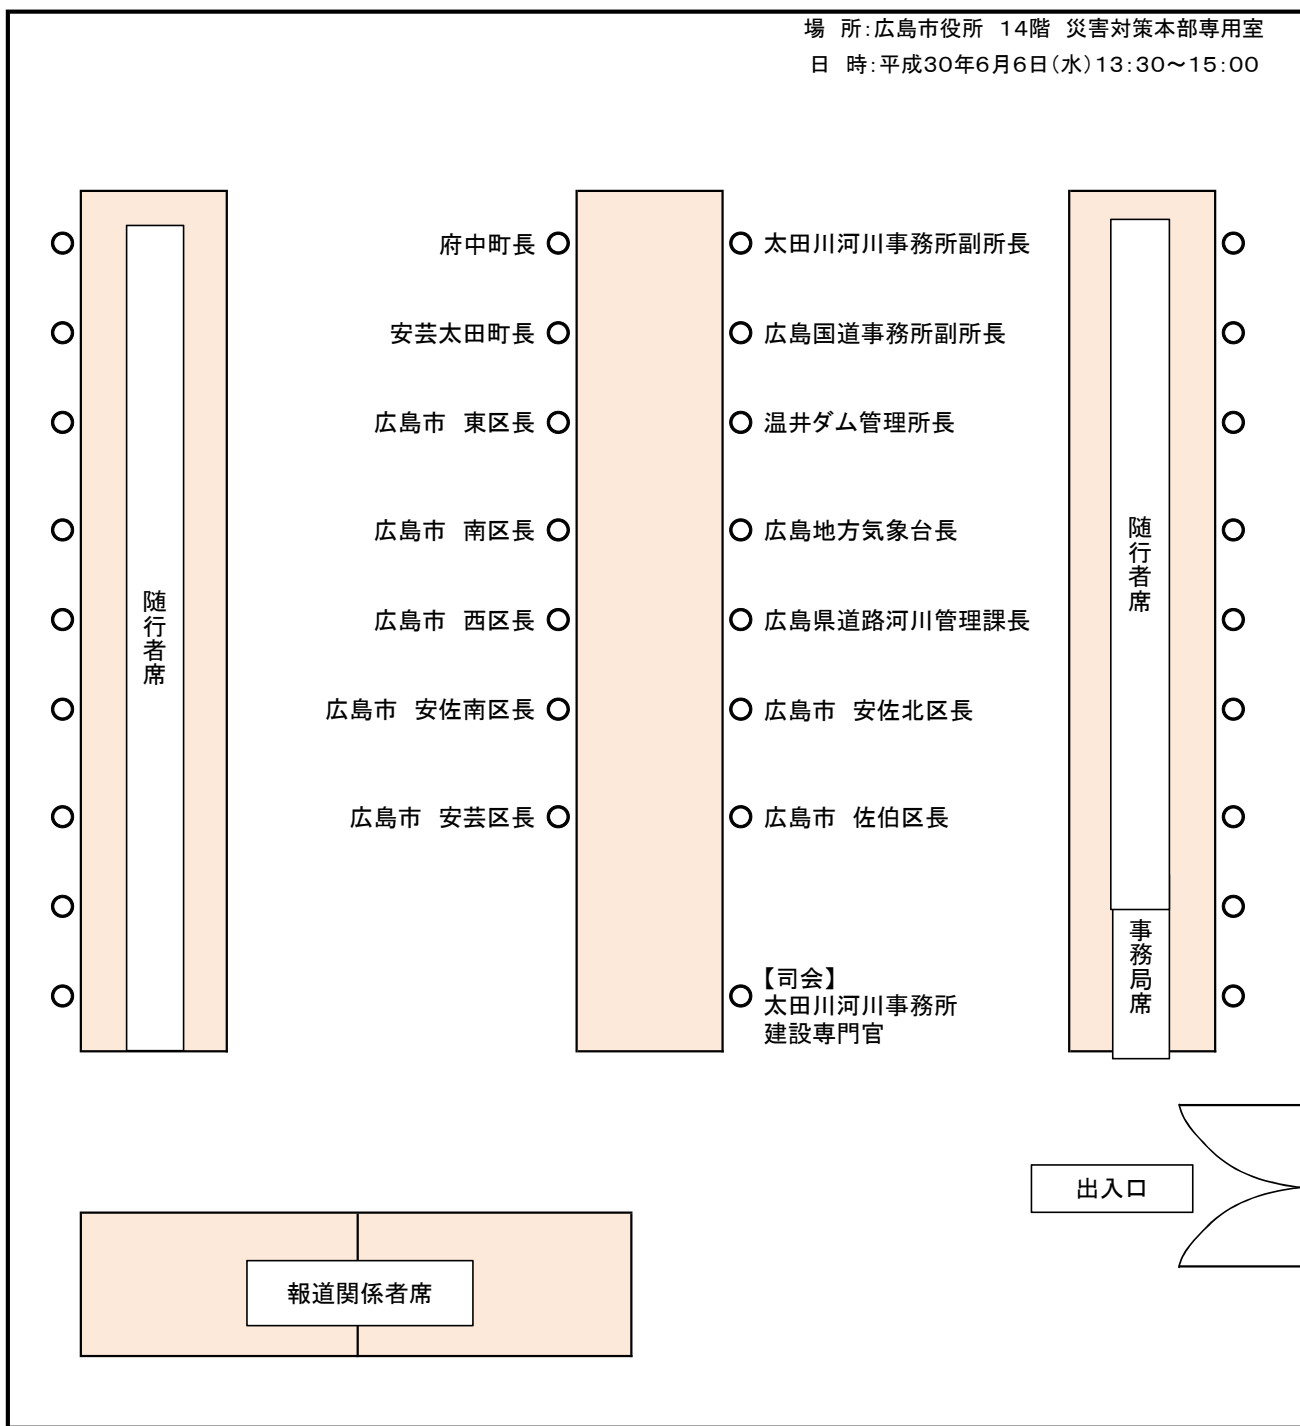 場　所：広島市役所　14階　災害対策本部専用室
日　時：平成30年6月6日（水）13：30～15：00
府中町長
太田川河川事務所副所長
安芸太田町長
広島国道事務所副所長
広島市　東区長
温井ダム管理所長
広島市　南区長
広島地方気象台長
広島市　西区長
広島県道路河川管理課長
広島市　安佐南区長
広島市　安佐北区長
広島市　安芸区長
広島市　佐伯区長
【司会】
太田川河川事務所
建設専門官
随行者席
随行者席
事務局席
出入口
報道関係者席